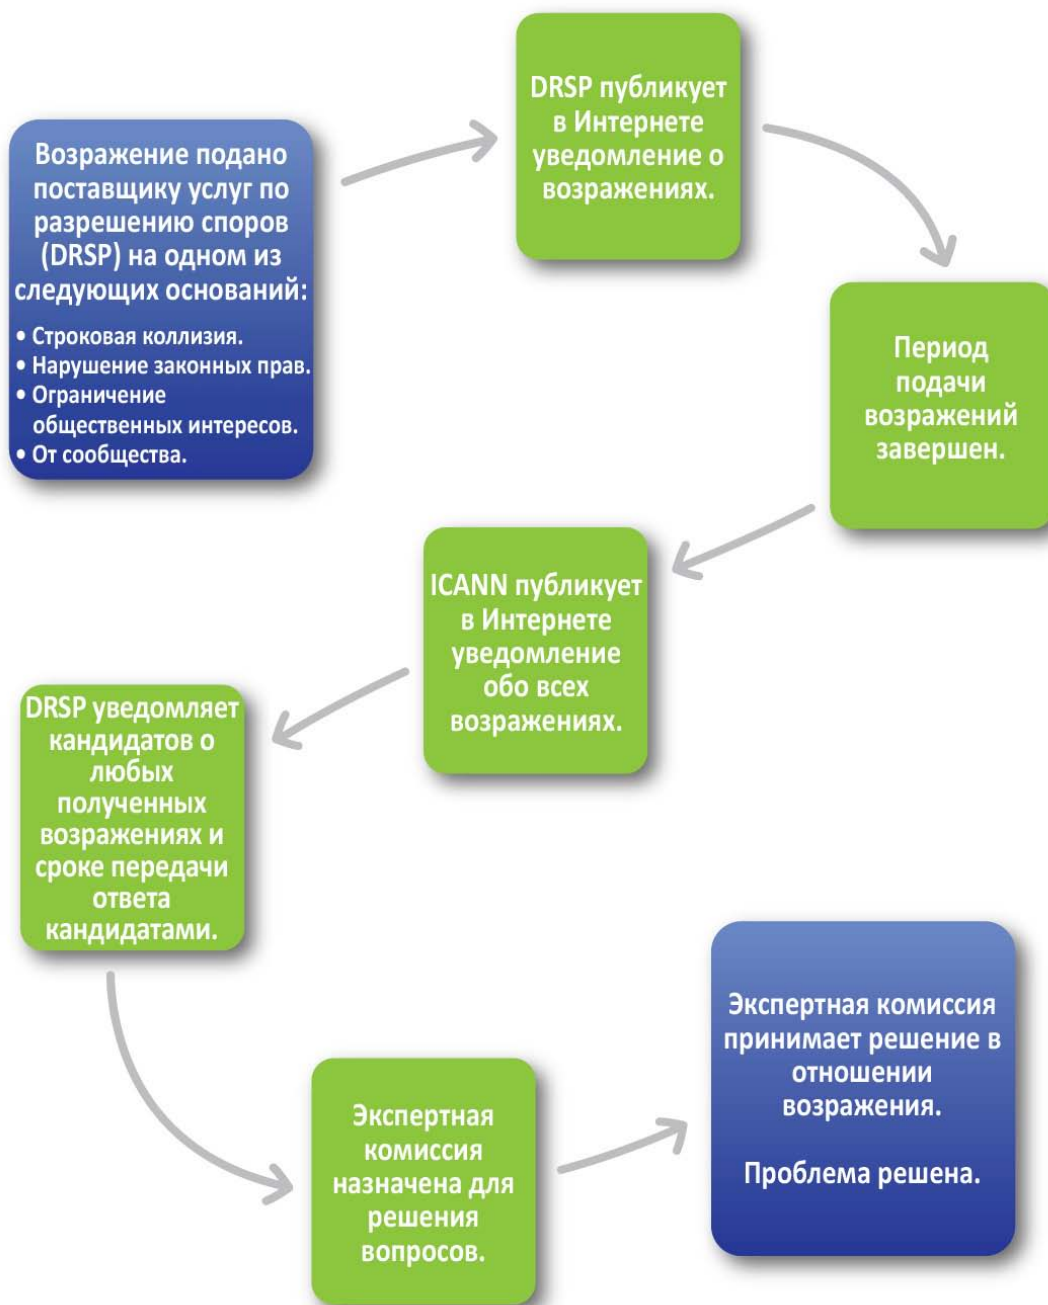 Возражение подано
поставщику услуг по
разрешению споров
(DRSP) на одном из
следующих оснований:
• Строковая коллизия.
• Нарушение законных прав.
• Ограничение
общественных интересов.
• От сообщества.
DRSP публикует
в Интернете
уведомление о
возражениях.
Период
подачи
возражений
завершен.
ICANN публикует
в Интернете
уведомление
обо всех
возражениях.
DRSP уведомляет
кандидатов о
любых
полученных
возражениях и
сроке передачи
ответа
кандидатами.
Экспертная
комиссия
назначена для
решения
вопросов.
Экспертная комиссия
принимает решение в
отношении
возражения.
Проблема решена.